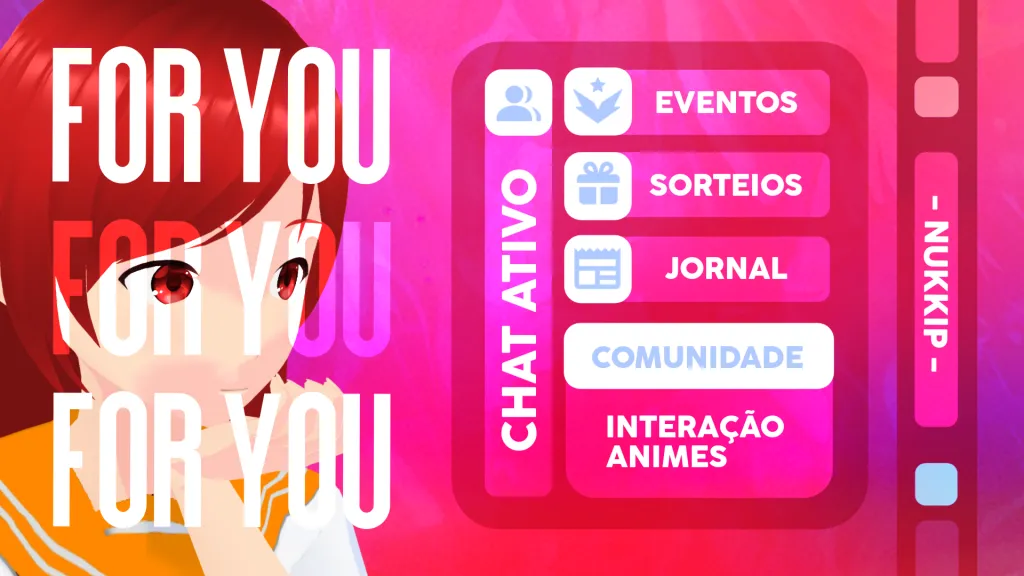 FOR YOU
FOR YOU
FOR YOU
CHAT ATIVO
EVENTOS
SORTEIOS
JORNAL
COMUNIDADE
INTERAÇÃO
ANIMES
- NUKKIP -